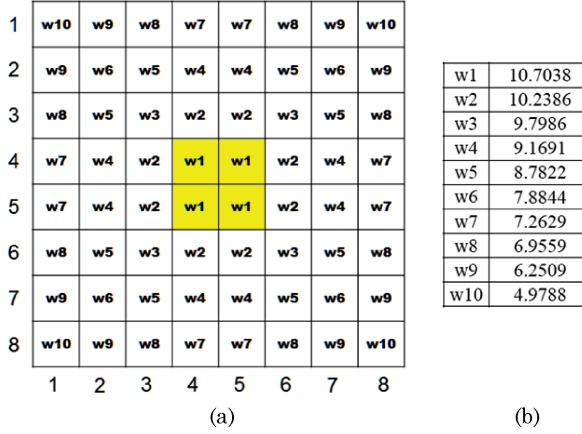 1 w10 w9 w8 w7 w7 w8 w9 w10
2 w9 w6 w5 w4 w4 w5 w6 w9
3 w8 w5 w3 w2 w2 w3 w5 w8
4 w7 w4 w2 w1 w1 w2 w4 w7
5 w7 w4 w2 w1 w1 w2 w4 w7
6 w8 w5 w3 w2 w2 w3 w5 w8
7 w9 w6 w5 w4 w4 w5 w6 w9
8 w10 w9 w8 w7 w7 w8 w9 w10
1 2 3 4 5 6 7 8
(a)
w1 10.7038
w2 10.2386
w3 9.7986
w4 9.1691
w5 8.7822
w6 7.8844
w7 7.2629
w8 6.9559
w9 6.2509
w10 4.9788
(b)